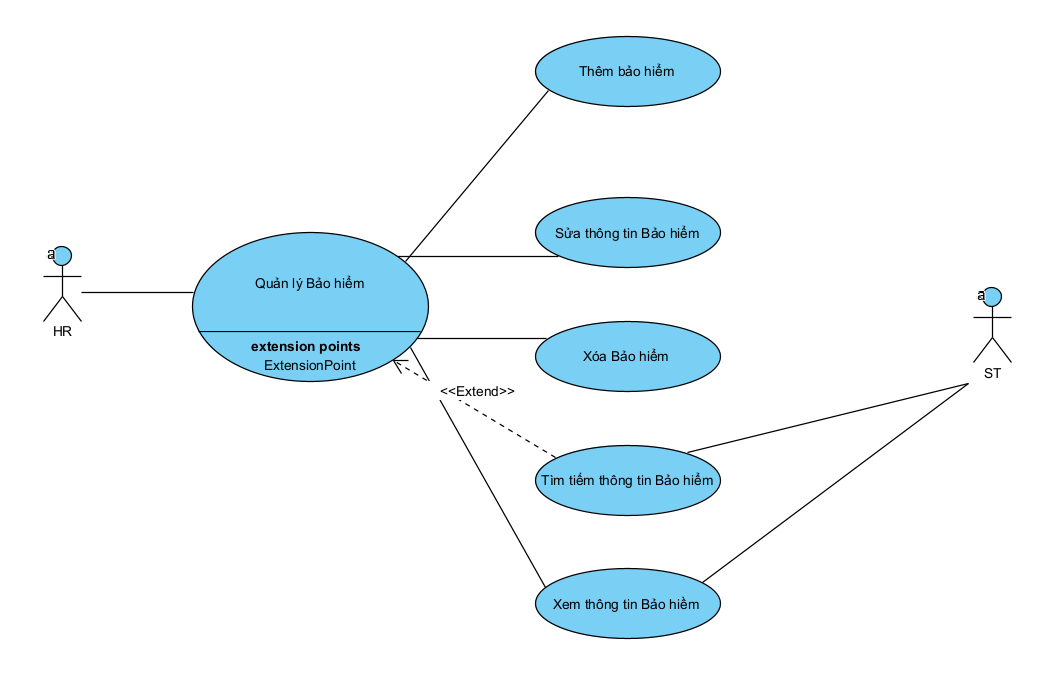 Thêm bảo hiểm
Sửa thông tin Bảo hiểm
a
HR
Quản lý Bảo hiểm
extension points
ExtensionPoint
Xóa Bảo hiểm
<<Extend>>
a
ST
Tìm tiếm thông tin Bảo hiểm
Xem thông tin Bảo hiềm